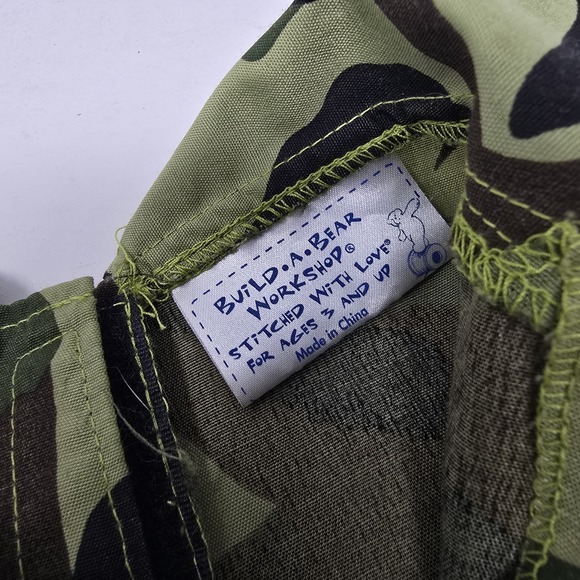 BUILD•A•BEAR
WORKSHOP®
STITCHED WITH LOVE®
FOR AGES 3 AND UP
Made in China